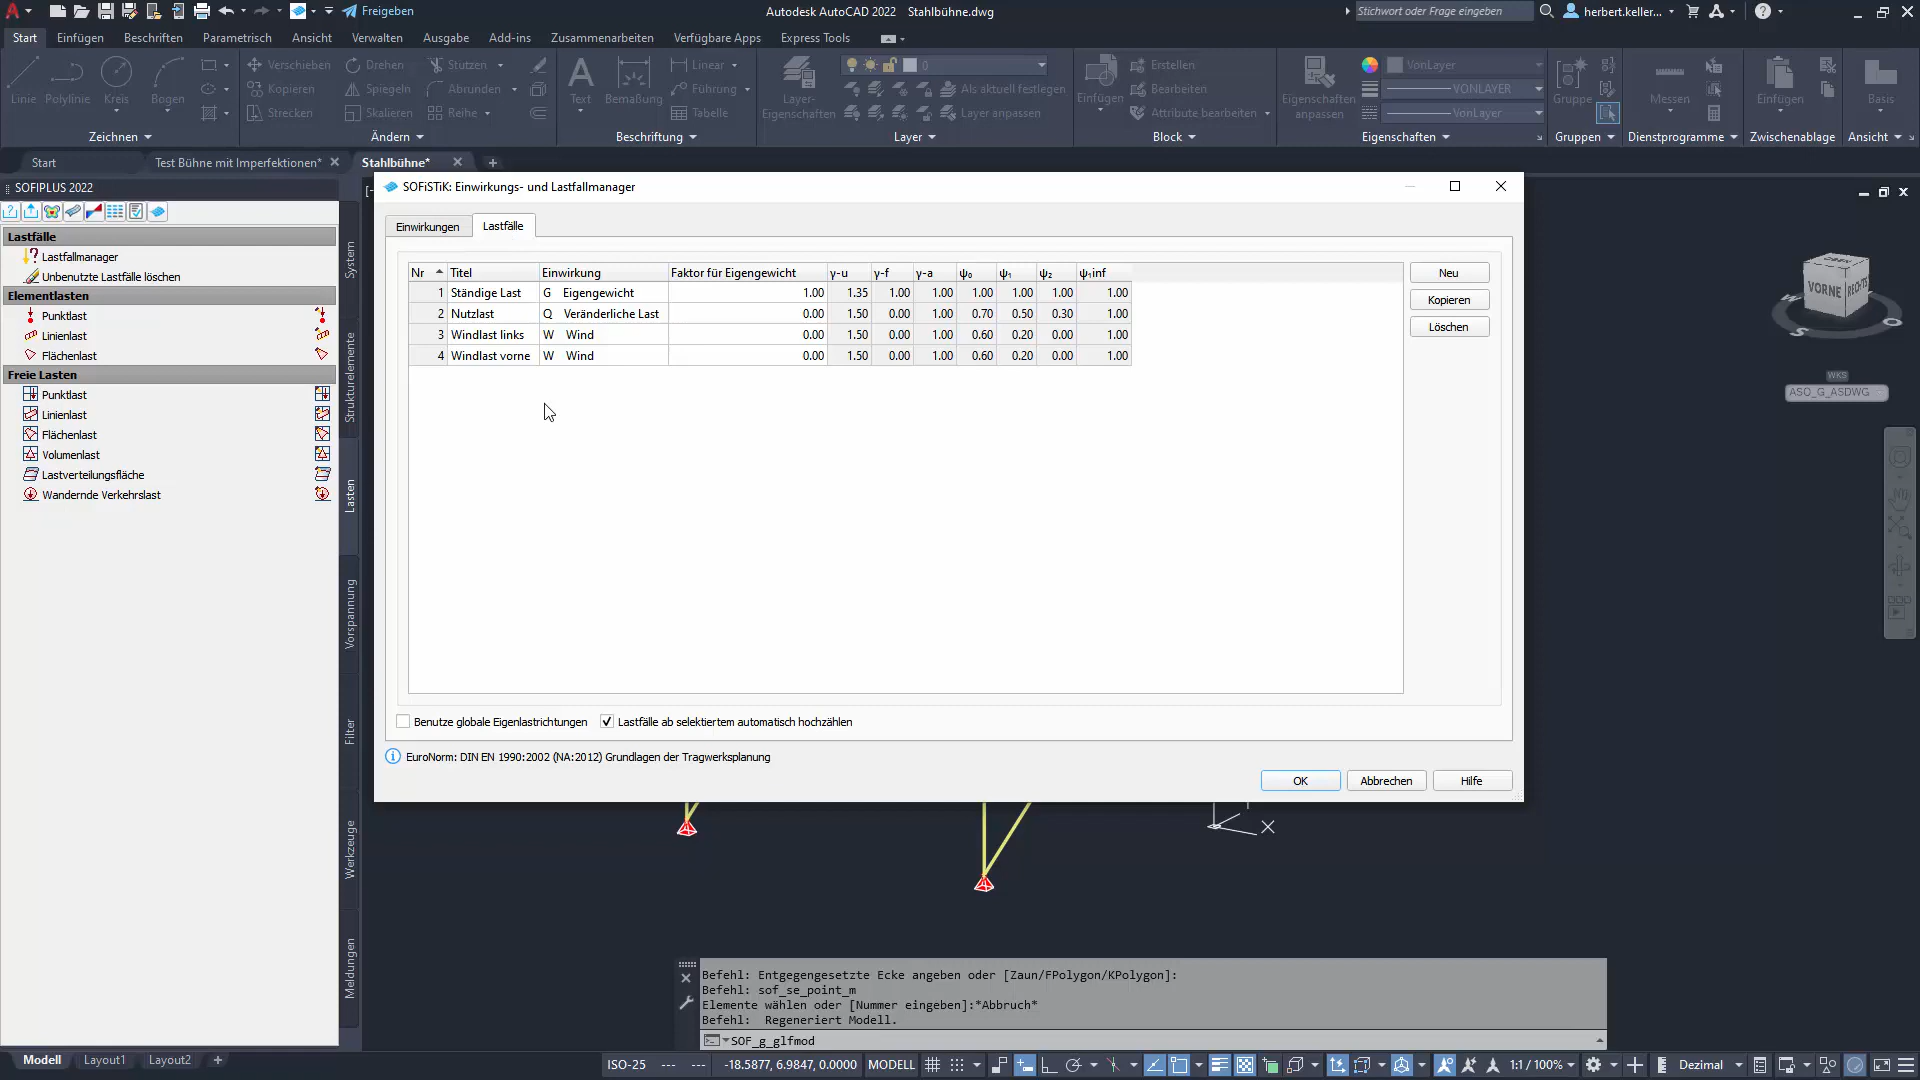 Freigeben
Autodesk AutoCAD 2022 Stahlbühne.dwg
Stichwort oder Frage eingeben
herbert.keller...
Start Einfügen Beschriften Parametrisch Ansicht Verwalten Ausgabe Add-ins Zusammenarbeiten Verfügbare Apps Express Tools
Linie Polylinie Kreis Bogen
Zeichnen
Verschieben Drehen Stutzen
Kopieren Spiegeln Abrunden
Strecken Skalieren Reihe
Ändern
Text Bemaßung
Linear
Führung
Tabelle
Beschriftung
Layer-
Eigenschaften
0
Als aktuell festlegen
Layer anpassen
Layer
Einfügen
Erstellen
Bearbeiten
Attribute bearbeiten
Block
Eigenschaften
anpassen
VonLayer
VONLAYER
VonLayer
Eigenschaften
Gruppe
Gruppen
Messen
Dienstprogramme
Einfügen
Zwischenablage
Basis
Ansicht
Start Test Bühne mit Imperfektionen* Stahlbühne*
SOFIPLUS 2022
Lastfälle
Lastfallmanager
Unbenutzte Lastfälle löschen
Elementlasten
Punktlast
Linienlast
Flächenlast
Freie Lasten
Punktlast
Linienlast
Flächenlast
Volumenlast
Lastverteilungsfläche
Wandernde Verkehrslast
System
Strukturelemente
Lasten
Vorspannung
Filter
Werkzeuge
Meldungen
[-
SOFiSTiK: Einwirkungs- und Lastfallmanager
Einwirkungen Lastfälle
Nr Titel Einwirkung Faktor für Eigengewicht γ-u γ-f γ-a ψ₀ ψ₁ ψ₂ ψ₁inf
1 Ständige Last G Eigengewicht 1.00 1.35 1.00 1.00 1.00 1.00 1.00 1.00
2 Nutzlast Q Veränderliche Last 0.00 1.50 0.00 1.00 0.70 0.50 0.30 1.00
3 Windlast links W Wind 0.00 1.50 0.00 1.00 0.60 0.20 0.00 1.00
4 Windlast vorne W Wind 0.00 1.50 0.00 1.00 0.60 0.20 0.00 1.00
Neu
Kopieren
Löschen
Benutze globale Eigenlastrichtungen Lastfälle ab selektiertem automatisch hochzählen
EuroNorm: DIN EN 1990:2002 (NA:2012) Grundlagen der Tragwerksplanung
OK Abbrechen Hilfe
OBEN
VORNE RECHTS
W S O
WKS
ASO_G_ASDWG
X
Befehl: Entgegengesetzte Ecke angeben oder [Zaun/FPolygon/KPolygon]:
Befehl: sof_se_point_m
Elemente wählen oder [Nummer eingeben]:*Abbruch*
Befehl: Regeneriert Modell.
SOF_g_glfmod
Modell Layout1 Layout2
ISO-25 --- --- -18.5877, 6.9847, 0.0000 MODELL 1:1 / 100% Dezimal